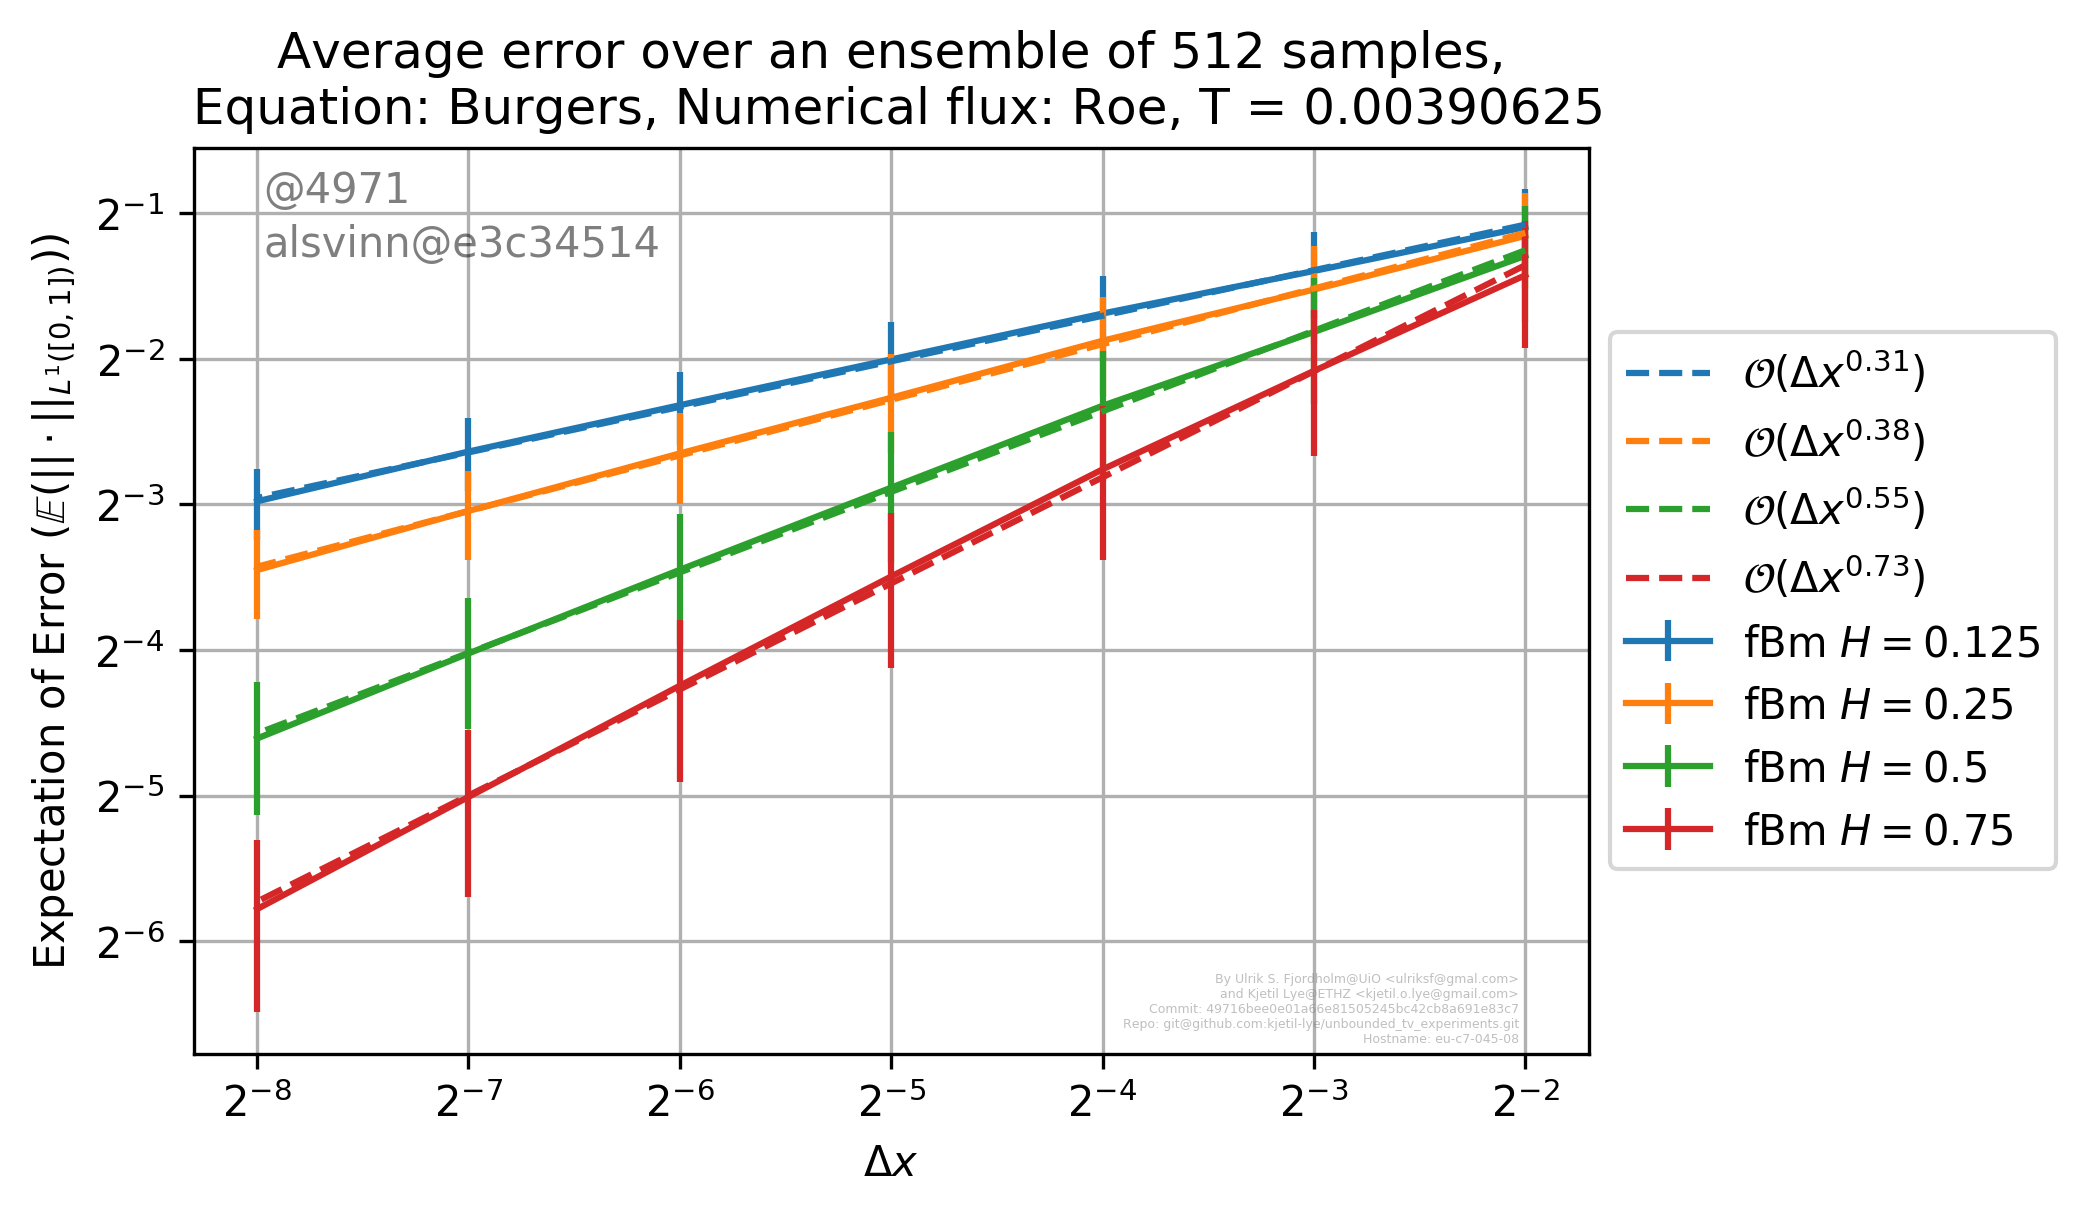 Average error over an ensemble of 512 samples,
Equation: Burgers, Numerical flux: Roe, T = 0.00390625
@4971
alsvinn@e3c34514
Expectation of Error (𝔼(|| · ||_{L^1([0, 1])}))
2^{-1}
2^{-2}
2^{-3}
2^{-4}
2^{-5}
2^{-6}
By Ulrik S. Fjordholm@UiO <ulriksf@gmal.com>
and Kjetil Lye@ETHZ <kjetil.o.lye@gmail.com>
Commit: 49716bee0e01a66e81505245bc42cb8a691e83c7
Repo: git@github.com:kjetil-lye/unbounded_tv_experiments.git
Hostname: eu-c7-045-08
2^{-8} 2^{-7} 2^{-6} 2^{-5} 2^{-4} 2^{-3} 2^{-2}
Δx
𝒪(Δx^{0.31})
𝒪(Δx^{0.38})
𝒪(Δx^{0.55})
𝒪(Δx^{0.73})
fBm H = 0.125
fBm H = 0.25
fBm H = 0.5
fBm H = 0.75